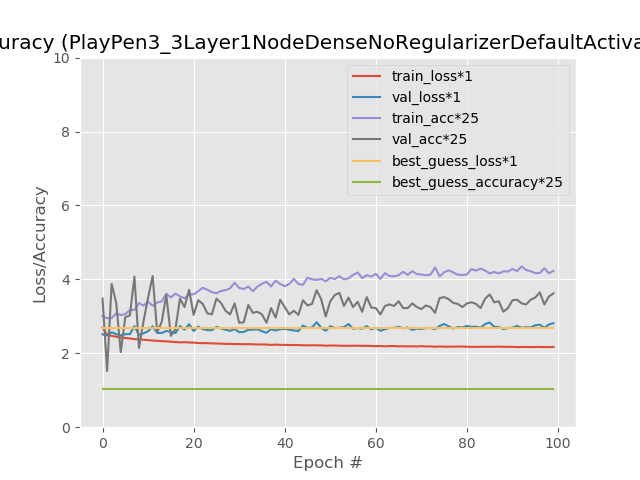 uracy (PlayPen3_3Layer1NodeDenseNoRegularizerDefaultActiva
10
8
6
4
2
0
Loss/Accuracy
train_loss*1
val_loss*1
train_acc*25
val_acc*25
best_guess_loss*1
best_guess_accuracy*25
0 20 40 60 80 100
Epoch #